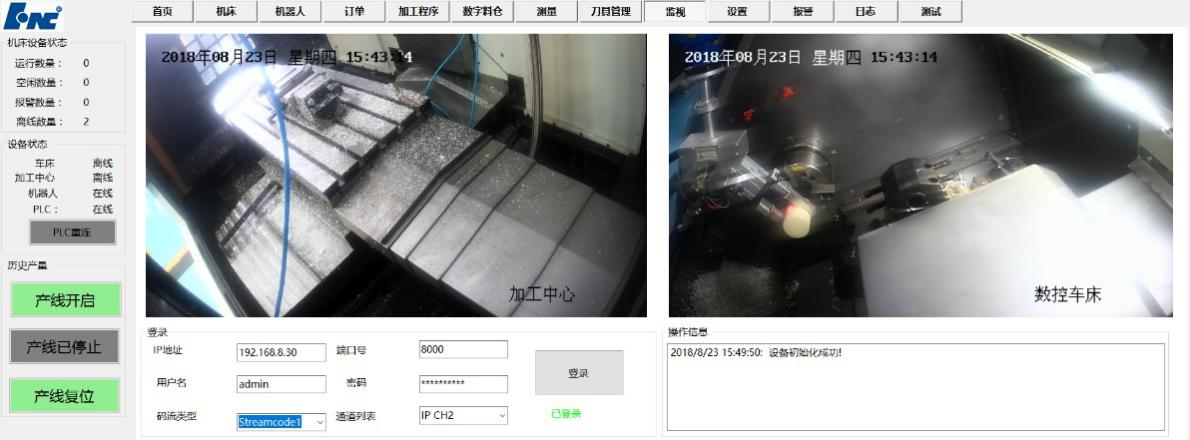 HNC
首页 机床 机器人 订单 加工程序 数字料仓 测量 刀具管理 监视 设置 报警 日志 测试
机床设备状态
运行数量： 0
空闲数量： 0
报警数量： 0
离线数量： 2
设备状态
车床 离线
加工中心 离线
机器人 在线
PLC： 在线
PLC重连
历史产量
产线开启
产线已停止
产线复位
2018年08月23日 星期四 15:43:14
加工中心
2018年08月23日 星期四 15:43:14
数控车床
登录
IP地址 192.168.8.30 端口号 8000
用户名 admin 密码 **********
登录
码流类型 Streamcode1 通道列表 IP CH2
已登录
操作信息
2018/8/23 15:49:50: 设备初始化成功!